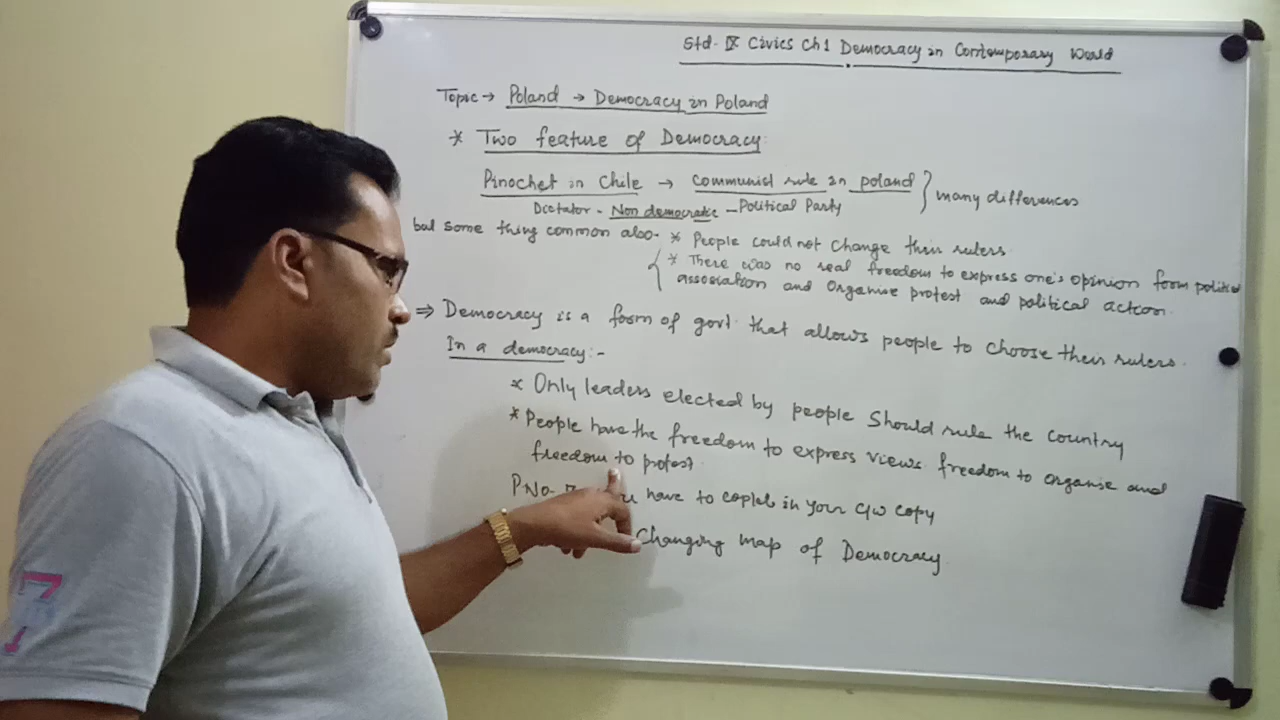 Std. IX Civics Ch1 Democracy in Contemporary World
Topic → Poland → Democracy in Poland
* Two feature of Democracy:
Pinochet in Chile → Communist rule in poland } many differences
Dictator - Non democratic - Political Party
but some thing common also - * People could not change their rulers
* There was no real freedom to express one's opinion form political
association and organise protest and political action.
⇒ Democracy is a form of govt. that allows people to choose their rulers.
In a democracy:-
* Only leaders elected by people should rule the country
* People have the freedom to express views freedom to organise and
freedom to protest.
P No- have to in your C/W copy
Changing map of Democracy